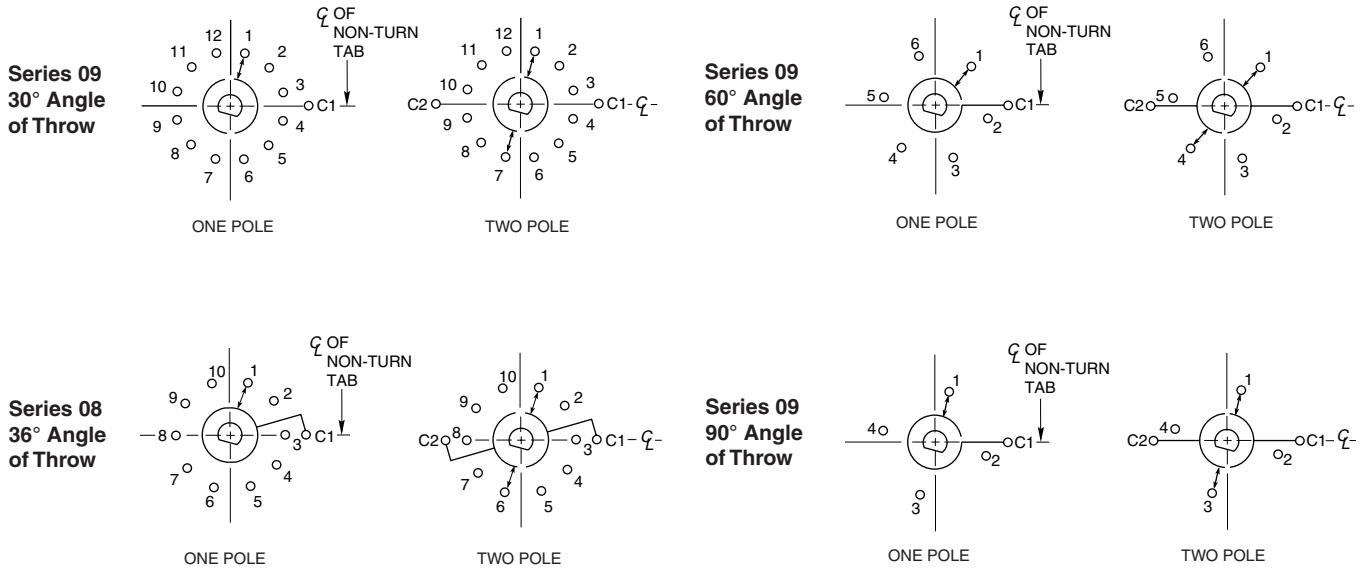 Series 09
30° Angle
of Throw
12 1
11 2
10 3
C1
9 4
8 5
7 6
ONE POLE
℄ OF
NON-TURN
TAB
12 1
11 2
10 3
C2 C1-℄-
9 4
8 5
7 6
TWO POLE
Series 09
60° Angle
of Throw
6 1
5 C1
2
4 3
ONE POLE
℄ OF
NON-TURN
TAB
6 1
C2 5 C1-℄-
2
4 3
TWO POLE
Series 08
36° Angle
of Throw
10 1
9 2
8 3 C1
7 4
6 5
ONE POLE
℄ OF
NON-TURN
TAB
10 1
9 2
C2 8 3 C1-℄-
7 4
6 5
TWO POLE
Series 09
90° Angle
of Throw
1
4 C1
2
3
ONE POLE
℄ OF
NON-TURN
TAB
1
4
C2 C1-℄-
2
3
TWO POLE